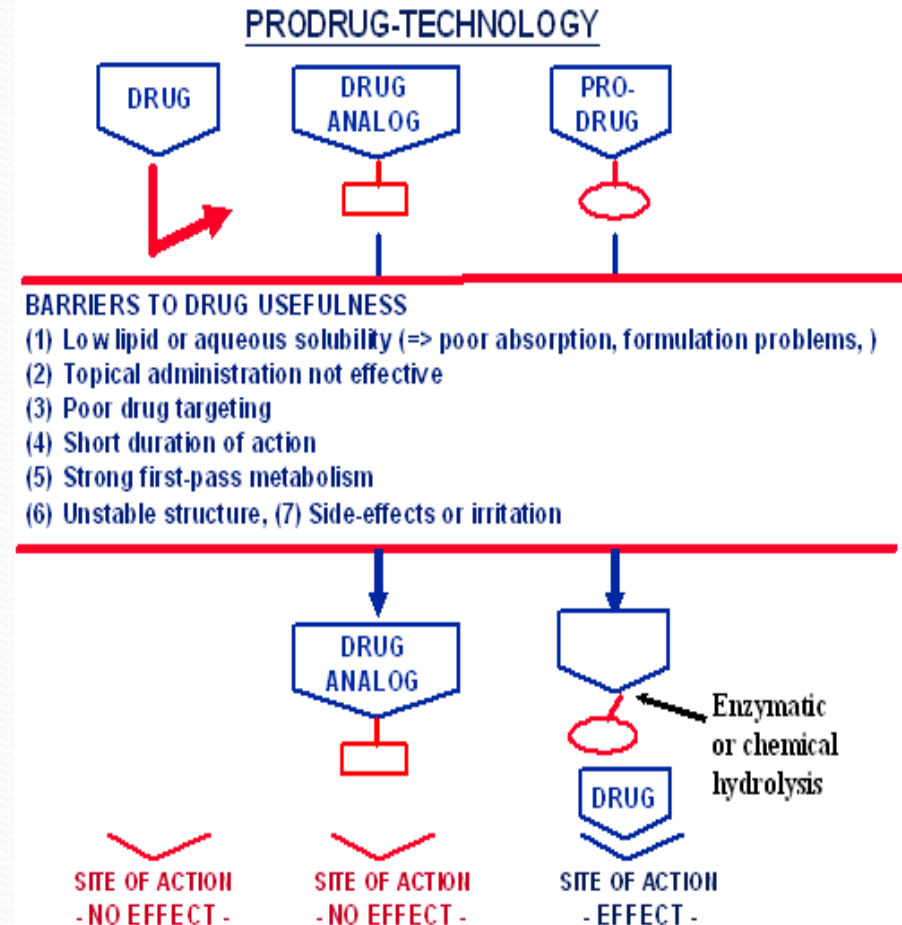 PRODRUG-TECHNOLOGY
DRUG
DRUG
ANALOG
PRO-
DRUG
BARRIERS TO DRUG USEFULNESS
(1) Low lipid or aqueous solubility (=> poor absorption, formulation problems, )
(2) Topical administration not effective
(3) Poor drug targeting
(4) Short duration of action
(5) Strong first-pass metabolism
(6) Unstable structure, (7) Side-effects or irritation
DRUG
ANALOG
Enzymatic
or chemical
hydrolysis
DRUG
SITE OF ACTION
- NO EFFECT -
SITE OF ACTION
- NO EFFECT -
SITE OF ACTION
- EFFECT -